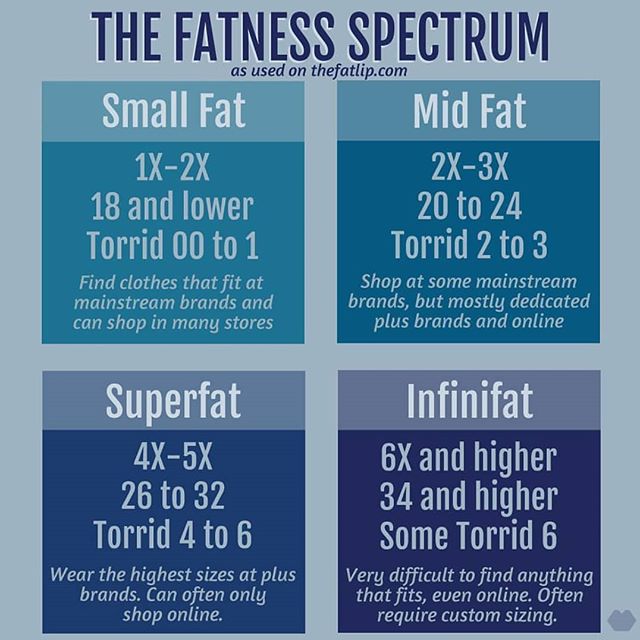 THE FATNESS SPECTRUM
as used on thefatlip.com
Small Fat
1X–2X
18 and lower
Torrid 00 to 1
Find clothes that fit at
mainstream brands and
can shop in many stores
Mid Fat
2X–3X
20 to 24
Torrid 2 to 3
Shop at some mainstream
brands, but mostly dedicated
plus brands and online
Superfat
4X–5X
26 to 32
Torrid 4 to 6
Wear the highest sizes at plus
brands. Can often only
shop online.
Infinifat
6X and higher
34 and higher
Some Torrid 6
Very difficult to find anything
that fits, even online. Often
require custom sizing.